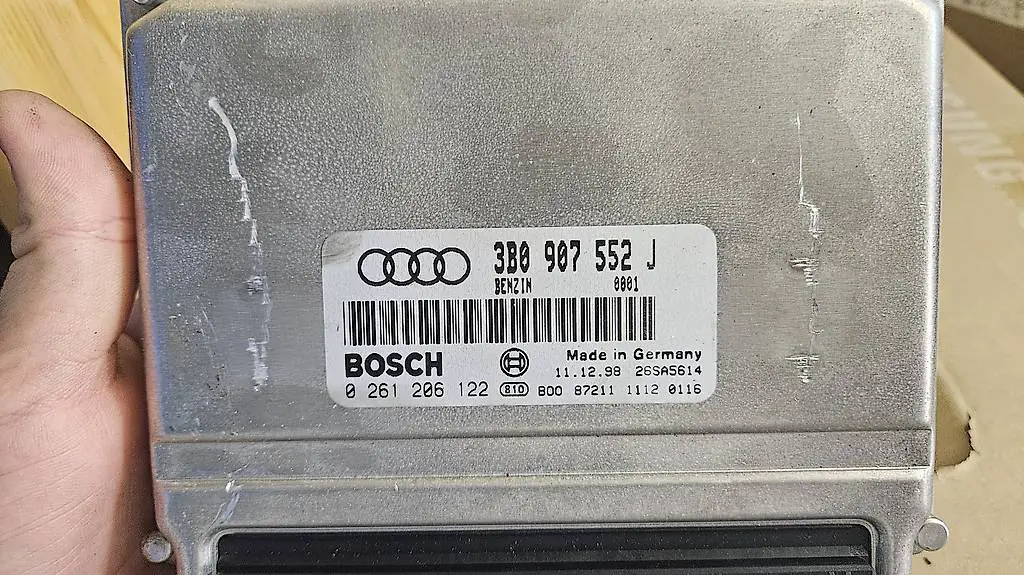 3B0 907 552 J
BENZIN 0001
BOSCH
Made in Germany
11.12.98 26SA5614
0 261 206 122 810 B00 87211 1112 0116